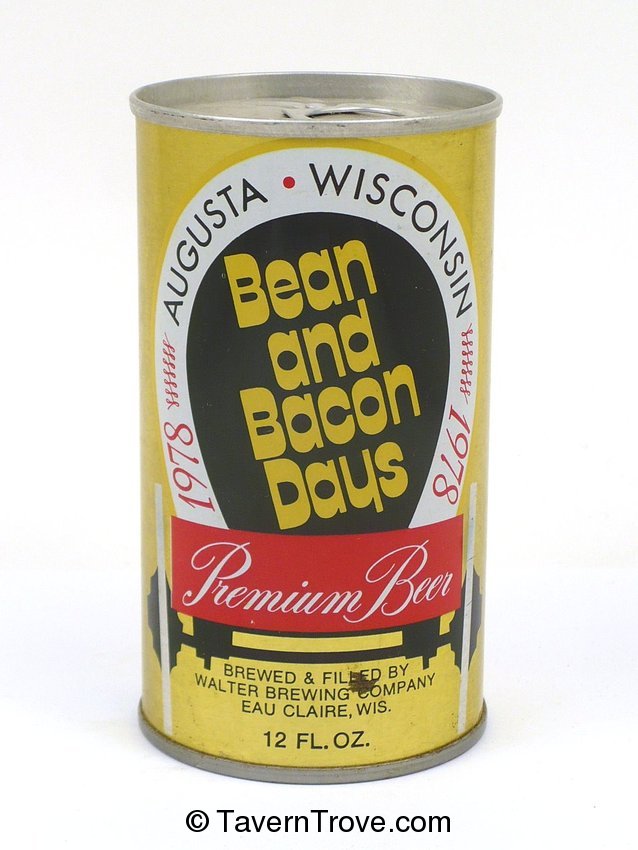 AUGUSTA • WISCONSIN
1978 1978
Bean
and
Bacon
Days
Premium Beer
BREWED & FILLED BY
WALTER BREWING COMPANY
EAU CLAIRE, WIS.
12 FL. OZ.
© TavernTrove.com